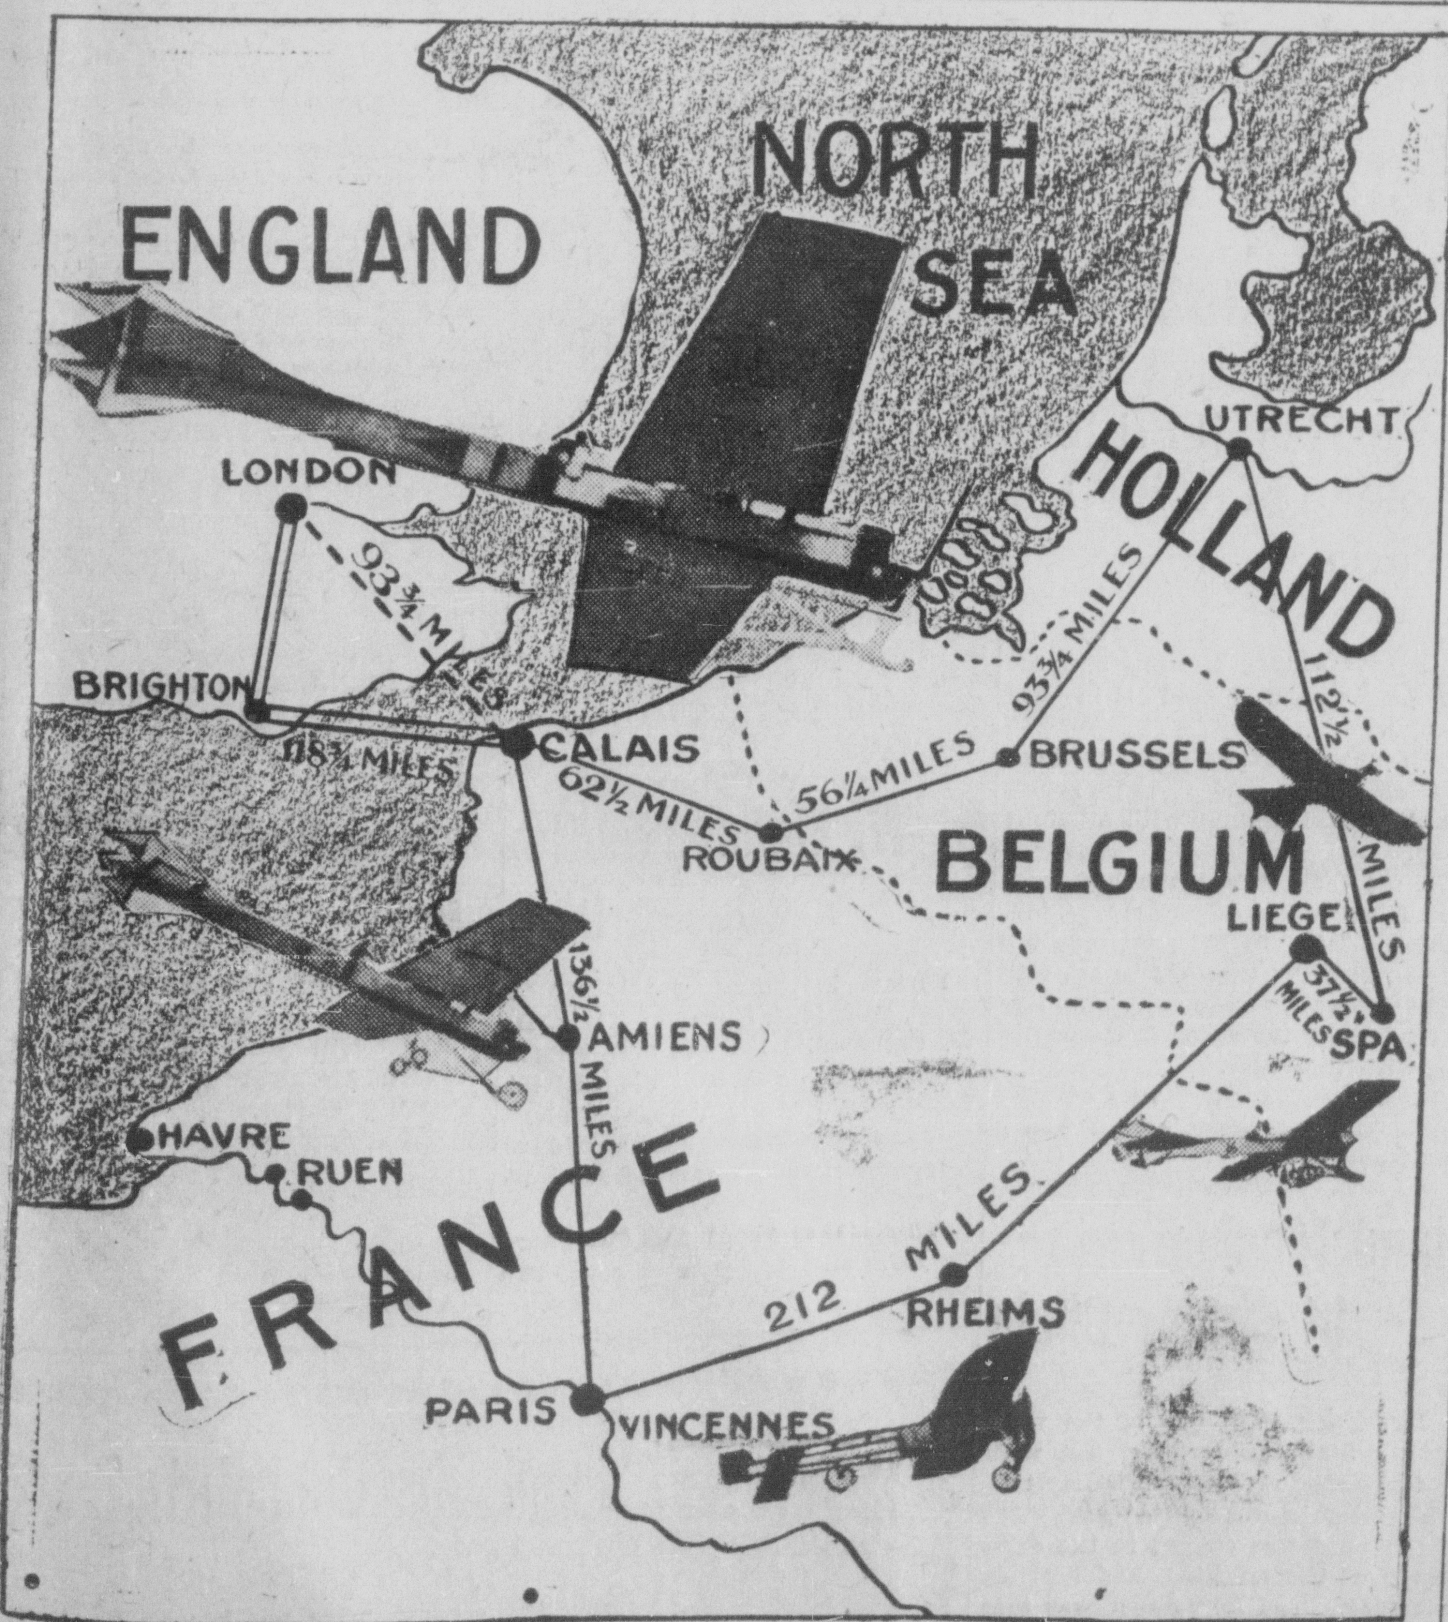 NORTH
SEA
ENGLAND
UTRECHT
HOLLAND
LONDON
93¾ MILES
93¾ MILES
112½
MILES
BRIGHTON
CALAIS
MILES
62½ MILES
56¼ MILES
BRUSSELS
ROUBAIX
BELGIUM
LIEGE
37½
MILES
SPA
136½
MILES
AMIENS
HAVRE
RUEN
FRANCE
212
MILES
RHEIMS
PARIS
VINCENNES